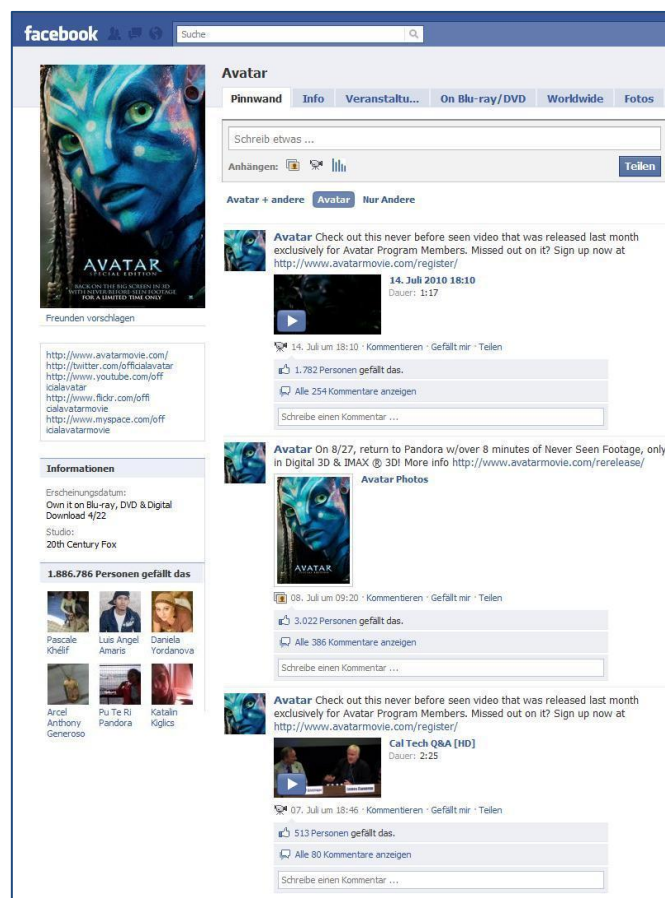 facebook
Suche
Avatar
Pinnwand Info Veranstaltu... On Blu-ray/DVD Worldwide Fotos
Schreib etwas ...
Anhängen:
Teilen
Avatar + andere Avatar Nur Andere
AVATAR
SPECIAL EDITION
BACK ON THE BIG SCREEN IN 3D
WITH NEVER BEFORE SEEN FOOTAGE
FOR A LIMITED TIME ONLY
Freunden vorschlagen
http://www.avatarmovie.com/
http://twitter.com/officialavatar
http://www.youtube.com/off
icialavatar
http://www.flickr.com/offi
cialavatarmovie
http://www.myspace.com/off
icialavatarmovie
Informationen
Erscheinungsdatum:
Own it on Blu-ray, DVD & Digital
Download 4/22
Studio:
20th Century Fox
1.886.786 Personen gefällt das
Pascale
Khélif
Luis Angel
Amaris
Daniela
Yordanova
Arcel
Anthony
Generoso
Pu Te Ri
Pandora
Katalin
Kiglics
Avatar Check out this never before seen video that was released last month
exclusively for Avatar Program Members. Missed out on it? Sign up now at
http://www.avatarmovie.com/register/
14. Juli 2010 18:10
Dauer: 1:17
14. Juli um 18:10 · Kommentieren · Gefällt mir · Teilen
1.782 Personen gefällt das.
Alle 254 Kommentare anzeigen
Schreibe einen Kommentar ...
Avatar On 8/27, return to Pandora w/over 8 minutes of Never Seen Footage, only
in Digital 3D & IMAX ® 3D! More info http://www.avatarmovie.com/rerelease/
AVATAR
Avatar Photos
08. Juli um 09:20 · Kommentieren · Gefällt mir · Teilen
3.022 Personen gefällt das.
Alle 386 Kommentare anzeigen
Schreibe einen Kommentar ...
Avatar Check out this never before seen video that was released last month
exclusively for Avatar Program Members. Missed out on it? Sign up now at
http://www.avatarmovie.com/register/
Cal Tech Q&A [HD]
Dauer: 2:25
07. Juli um 18:46 · Kommentieren · Gefällt mir · Teilen
513 Personen gefällt das.
Alle 80 Kommentare anzeigen
Schreibe einen Kommentar ...